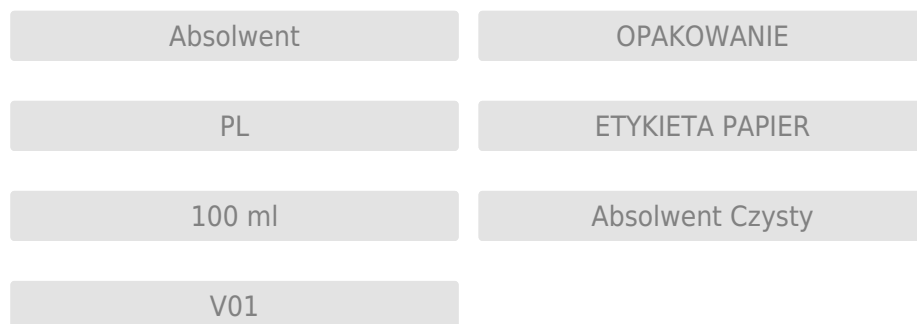 Absolwent
OPAKOWANIE
PL
ETYKIETA PAPIER
100 ml
Absolwent Czysty
V01